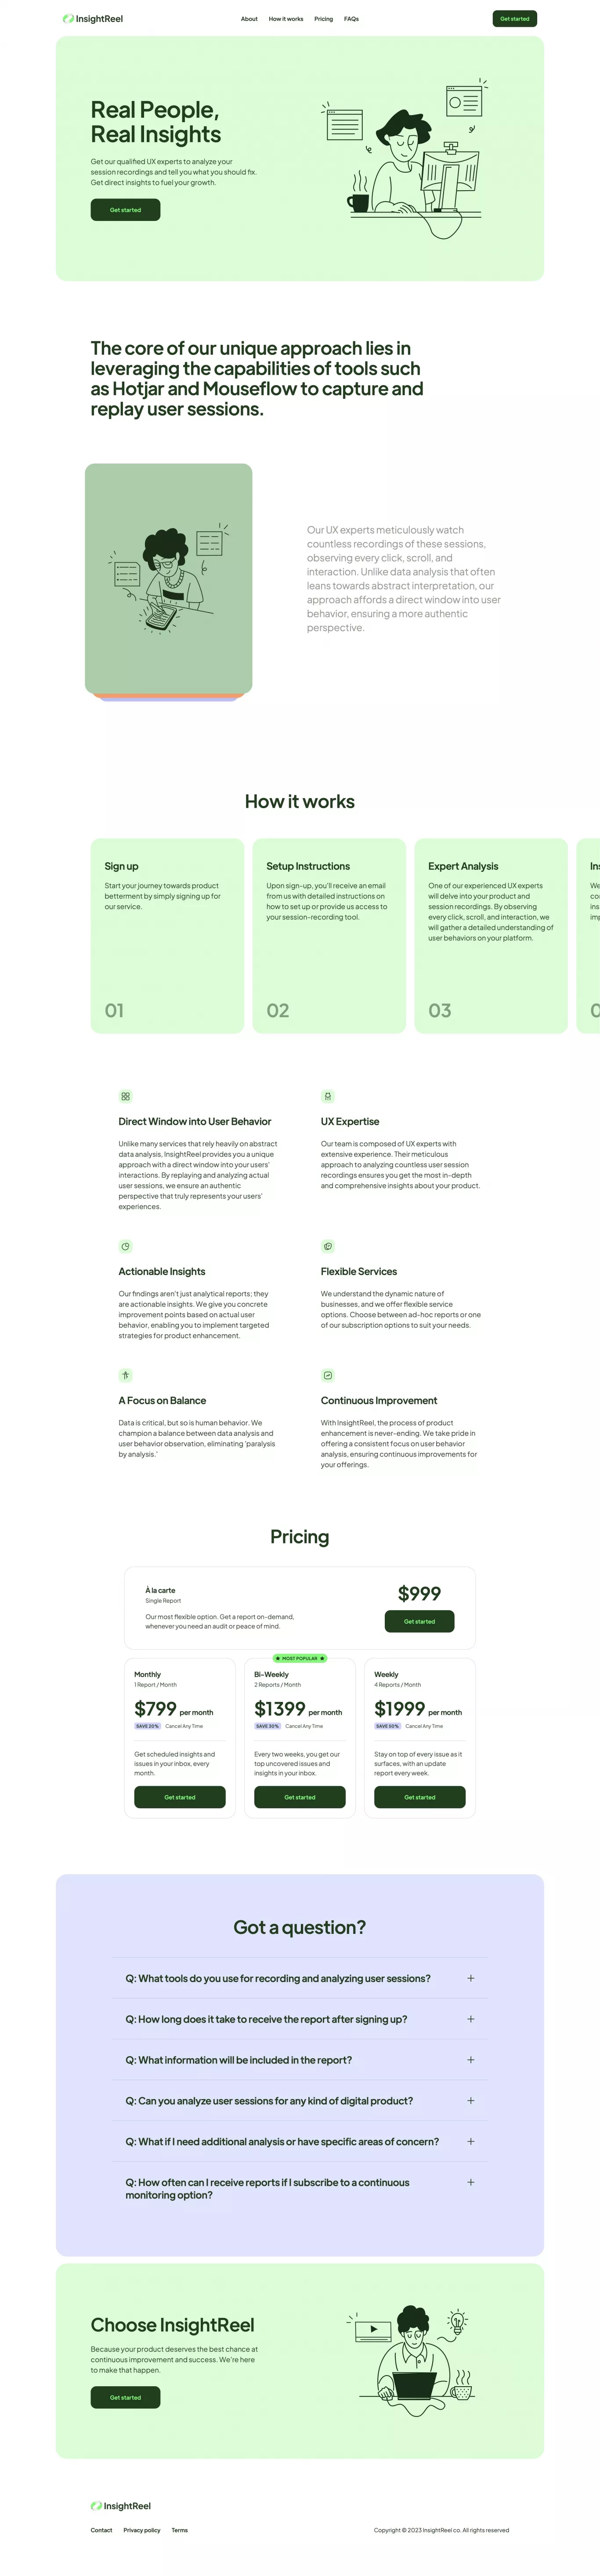 InsightReel
About How it works Pricing FAQs
Get started
Real People,
Real Insights
Get our qualified UX experts to analyze your
session recordings and tell you what you should fix.
Get direct insights to fuel your growth.
Get started
The core of our unique approach lies in
leveraging the capabilities of tools such
as Hotjar and Mouseflow to capture and
replay user sessions.
Our UX experts meticulously watch
countless recordings of these sessions,
observing every click, scroll, and
interaction. Unlike data analysis that often
leans towards abstract interpretation, our
approach affords a direct window into user
behavior, ensuring a more authentic
perspective.
How it works
Sign up
Start your journey towards product
betterment by simply signing up for
our service.
01
Setup Instructions
Upon sign-up, you'll receive an email
from us with detailed instructions on
how to set up or provide us access to
your session-recording tool.
02
Expert Analysis
One of our experienced UX experts
will delve into your product and
session recordings. By observing
every click, scroll, and interaction, we
will gather a detailed understanding of
user behaviors on your platform.
03
Direct Window into User Behavior
Unlike many services that rely heavily on abstract
data analysis, InsightReel provides you a unique
approach with a direct window into your users'
interactions. By replaying and analyzing actual
user sessions, we ensure an authentic
perspective that truly represents your users'
experiences.
UX Expertise
Our team is composed of UX experts with
extensive experience. Their meticulous
approach to analyzing countless user session
recordings ensures you get the most in-depth
and comprehensive insights about your product.
Actionable Insights
Our findings aren't just analytical reports; they
are actionable insights. We give you concrete
improvement points based on actual user
behavior, enabling you to implement targeted
strategies for product enhancement.
Flexible Services
We understand the dynamic nature of
businesses, and we offer flexible service
options. Choose between ad-hoc reports or one
of our subscription options to suit your needs.
A Focus on Balance
Data is critical, but so is human behavior. We
champion a balance between data analysis and
user behavior observation, eliminating 'paralysis
by analysis.'
Continuous Improvement
With InsightReel, the process of product
enhancement is never-ending. We take pride in
offering a consistent focus on user behavior
analysis, ensuring continuous improvements for
your offerings.
Pricing
À la carte
Single Report
Our most flexible option. Get a report on-demand,
whenever you need an audit or peace of mind.
$999
Get started
Monthly
1 Report / Month
$799 per month
SAVE 20% Cancel Any Time
Get scheduled insights and
issues in your inbox, every
month.
Get started
MOST POPULAR
Bi-Weekly
2 Reports / Month
$1399 per month
SAVE 30% Cancel Any Time
Every two weeks, you get our
top uncovered issues and
insights in your inbox.
Get started
Weekly
4 Reports / Month
$1999 per month
SAVE 50% Cancel Any Time
Stay on top of every issue as it
surfaces, with an update
report every week.
Get started
Got a question?
Q: What tools do you use for recording and analyzing user sessions?
Q: How long does it take to receive the report after signing up?
Q: What information will be included in the report?
Q: Can you analyze user sessions for any kind of digital product?
Q: What if I need additional analysis or have specific areas of concern?
Q: How often can I receive reports if I subscribe to a continuous
monitoring option?
Choose InsightReel
Because your product deserves the best chance at
continuous improvement and success. We're here
to make that happen.
Get started
InsightReel
Contact Privacy policy Terms
Copyright © 2023 InsightReel co. All rights reserved